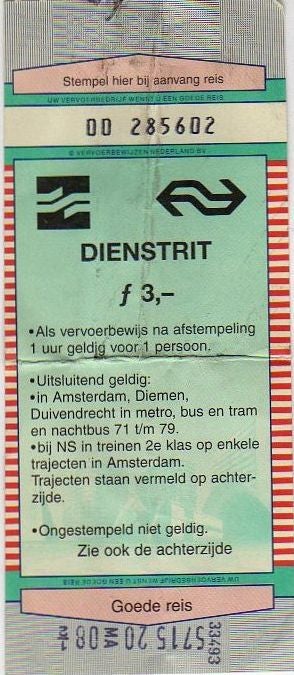 Stempel hier bij aanvang reis
UW VERVOERBEDRIJF WENST U EEN GOEDE REIS
OD 285602
© VERVOERBEWIJZEN NEDERLAND BV
DIENSTRIT
ƒ 3,-
•Als vervoerbewijs na afstempeling
1 uur geldig voor 1 persoon.
•Uitsluitend geldig:
•in Amsterdam, Diemen,
Duivendrecht in metro, bus en tram
en nachtbus 71 t/m 79.
•bij NS in treinen 2e klas op enkele
trajecten in Amsterdam.
Trajecten staan vermeld op achter-
zijde.
•Ongestempeld niet geldig.
Zie ook de achterzijde
UW VERVOERBEDRIJF WENST U EEN GOEDE REIS
Goede reis
33493
5715 20 MA 08